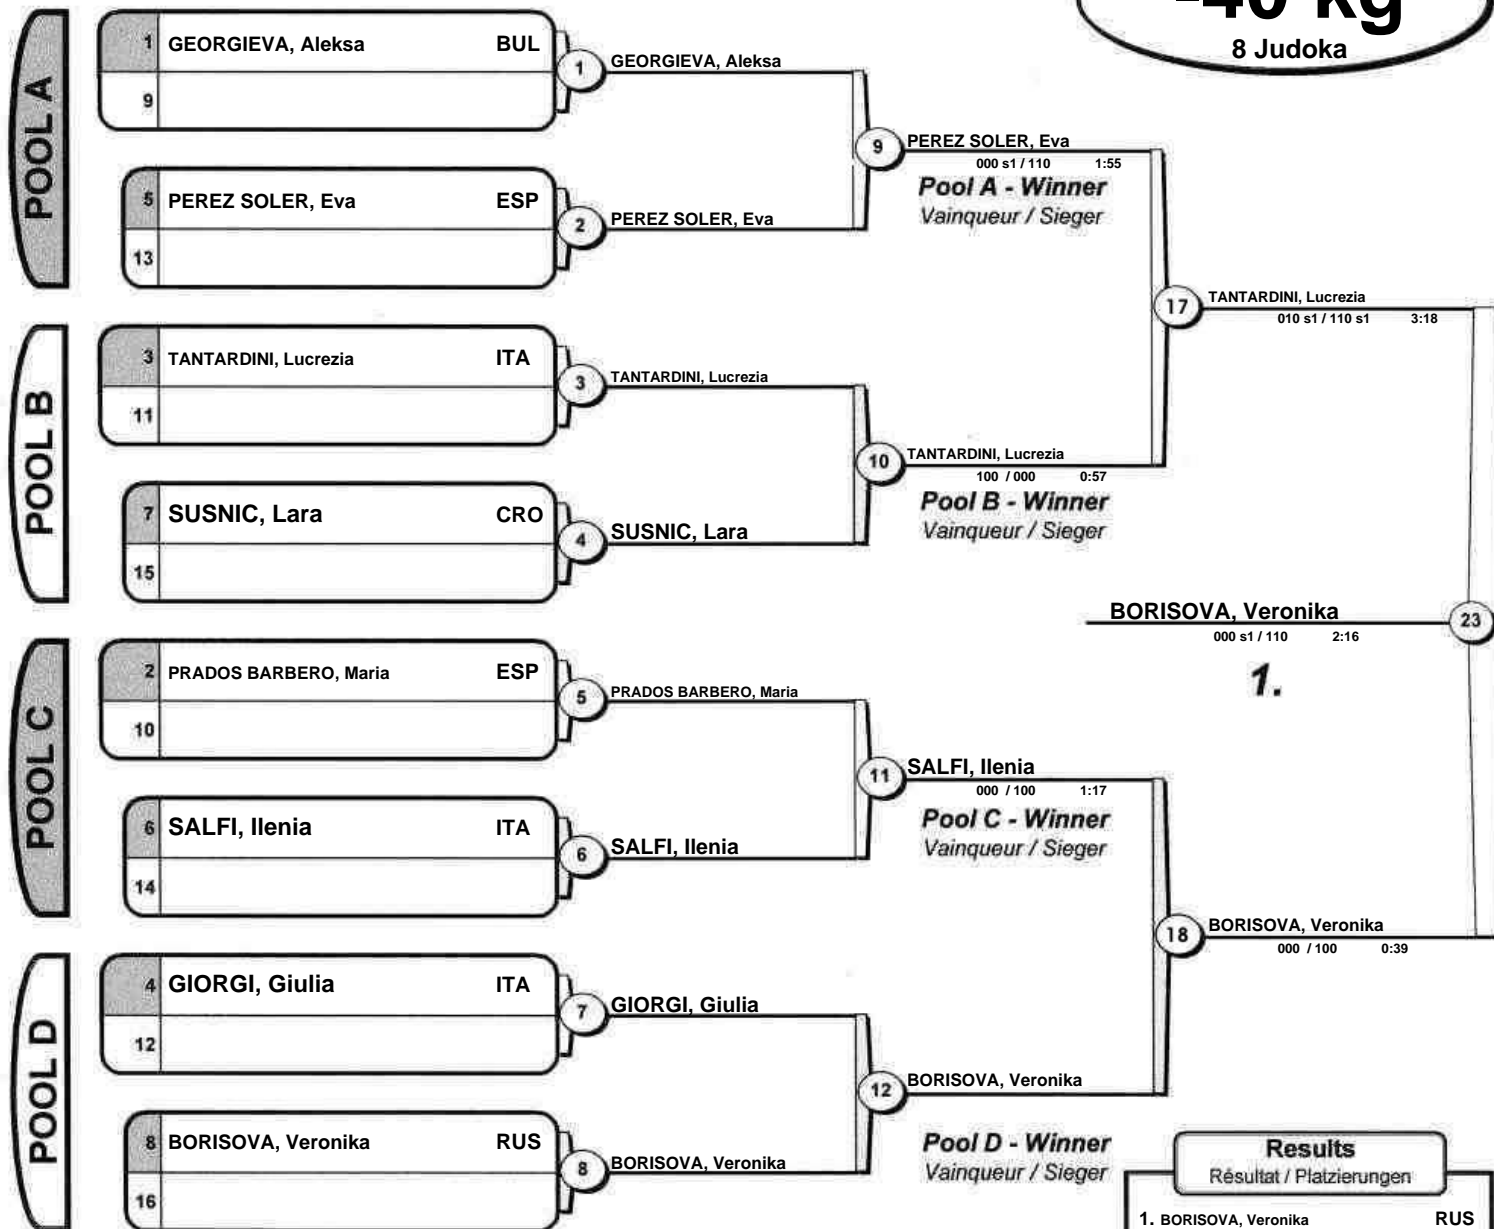 -40 kg
8 Judoka
POOL A
1 GEORGIEVA, Aleksa BUL
9
1 GEORGIEVA, Aleksa
5 PEREZ SOLER, Eva ESP
13
2 PEREZ SOLER, Eva
9 PEREZ SOLER, Eva
000 s1 / 110 1:55
Pool A - Winner
Vainqueur / Sieger
POOL B
3 TANTARDINI, Lucrezia ITA
11
3 TANTARDINI, Lucrezia
7 SUSNIC, Lara CRO
15
4 SUSNIC, Lara
10 TANTARDINI, Lucrezia
100 / 000 0:57
Pool B - Winner
Vainqueur / Sieger
17 TANTARDINI, Lucrezia
010 s1 / 110 s1 3:18
BORISOVA, Veronika 23
000 s1 / 110 2:16
1.
POOL C
2 PRADOS BARBERO, Maria ESP
10
5 PRADOS BARBERO, Maria
6 SALFI, Ilenia ITA
14
6 SALFI, Ilenia
11 SALFI, Ilenia
000 / 100 1:17
Pool C - Winner
Vainqueur / Sieger
18 BORISOVA, Veronika
000 / 100 0:39
POOL D
4 GIORGI, Giulia ITA
12
7 GIORGI, Giulia
8 BORISOVA, Veronika RUS
16
8 BORISOVA, Veronika
12 BORISOVA, Veronika
Pool D - Winner
Vainqueur / Sieger
Results
Résultat / Platzierungen
1. BORISOVA, Veronika RUS